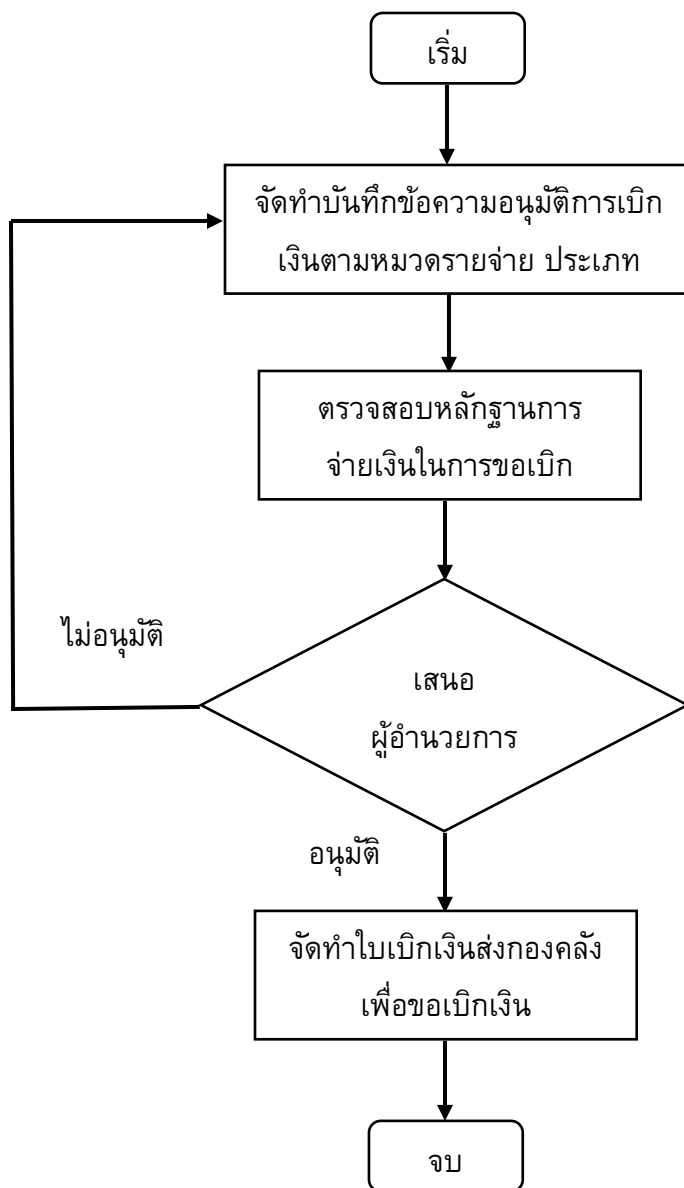 เริ่ม
จัดทำบันทึกข้อความอนุมัติการเบิก
เงินตามหมวดรายจ่าย ประเภท
ตรวจสอบหลักฐานการ
จ่ายเงินในการขอเบิก
ไม่อนุมัติ
เสนอ
ผู้อำนวยการ
อนุมัติ
จัดทำใบเบิกเงินส่งกองคลัง
เพื่อขอเบิกเงิน
จบ